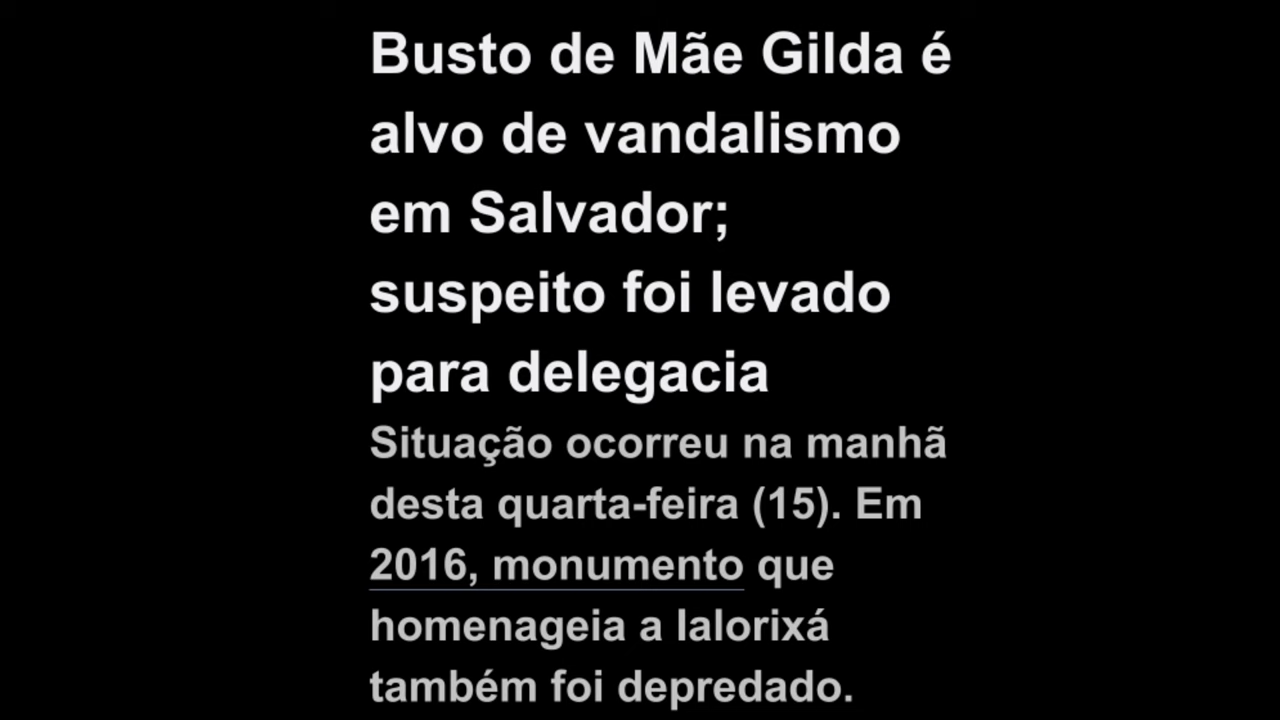 Busto de Mãe Gilda é
alvo de vandalismo
em Salvador;
suspeito foi levado
para delegacia
Situação ocorreu na manhã
desta quarta-feira (15). Em
2016, monumento que
homenageia a Ialorixá
também foi depredado.